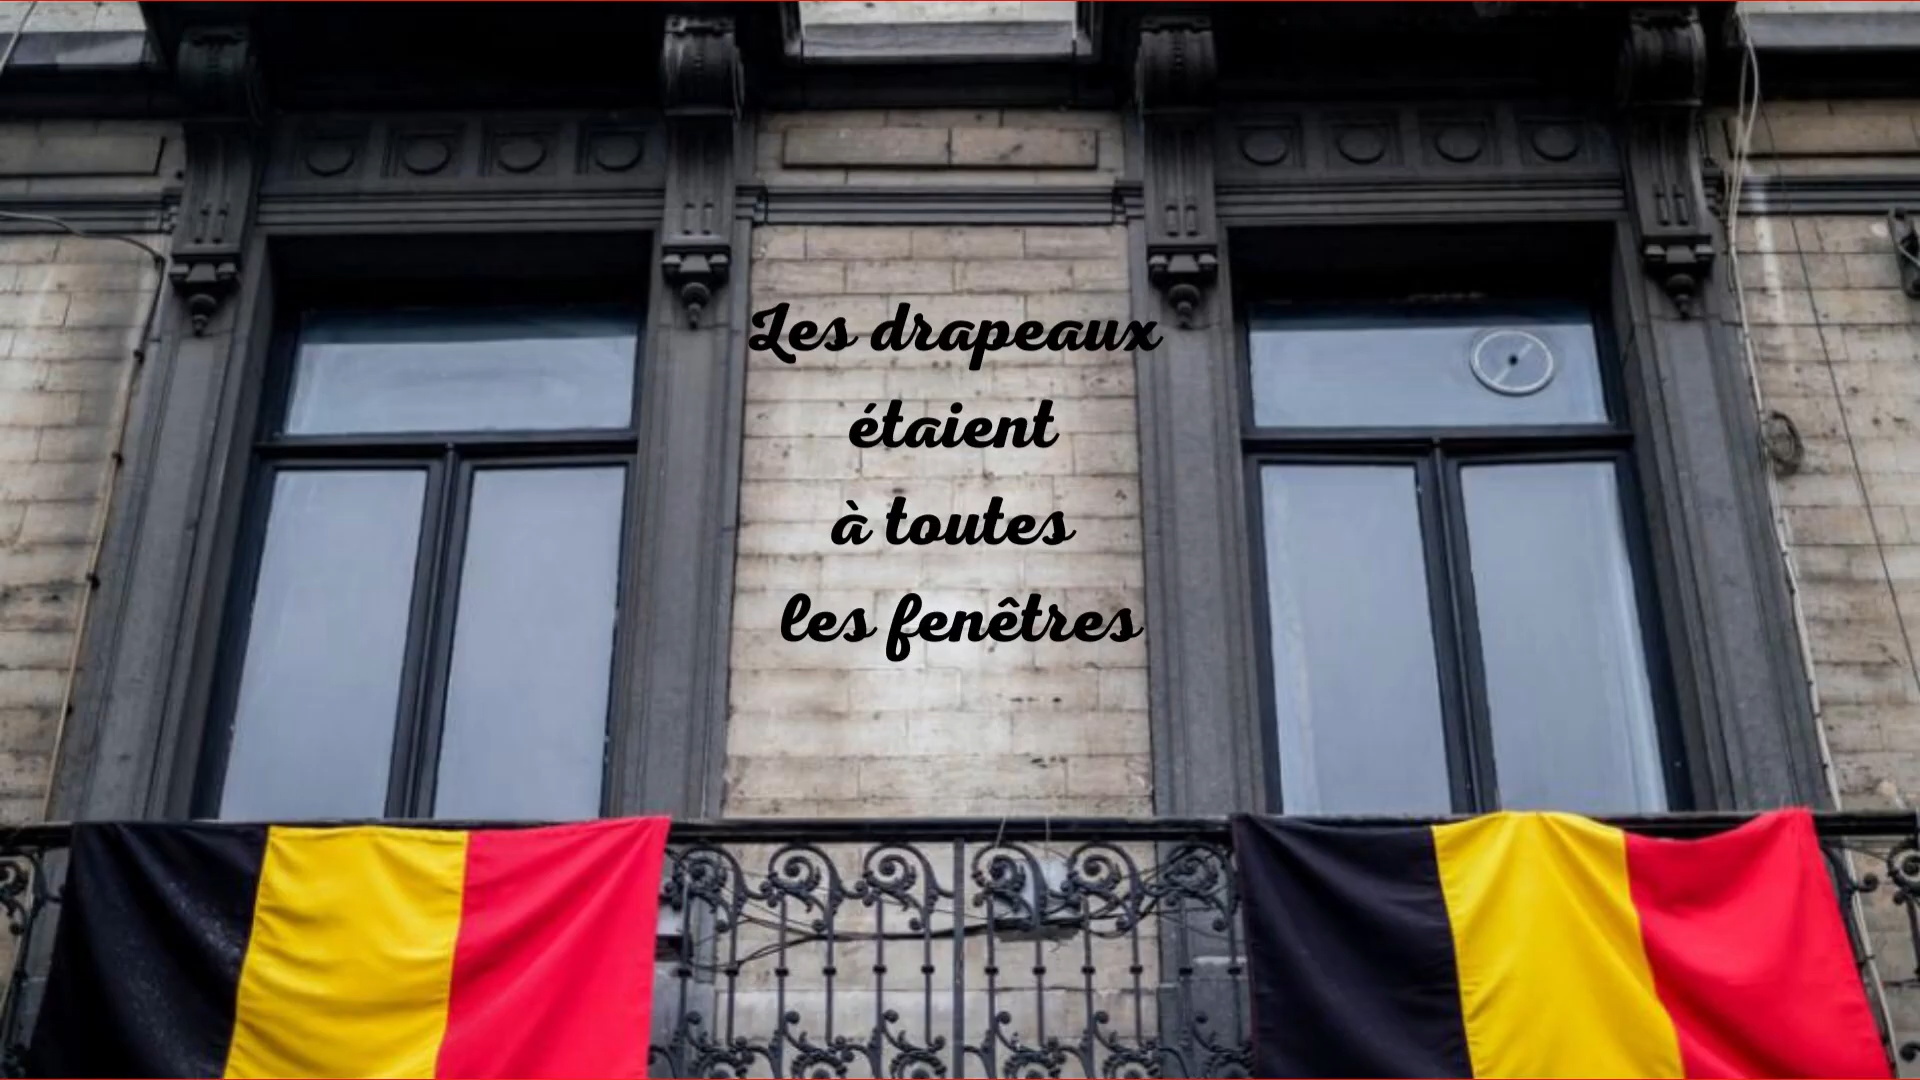 Les drapeaux
étaient
à toutes
les fenêtres